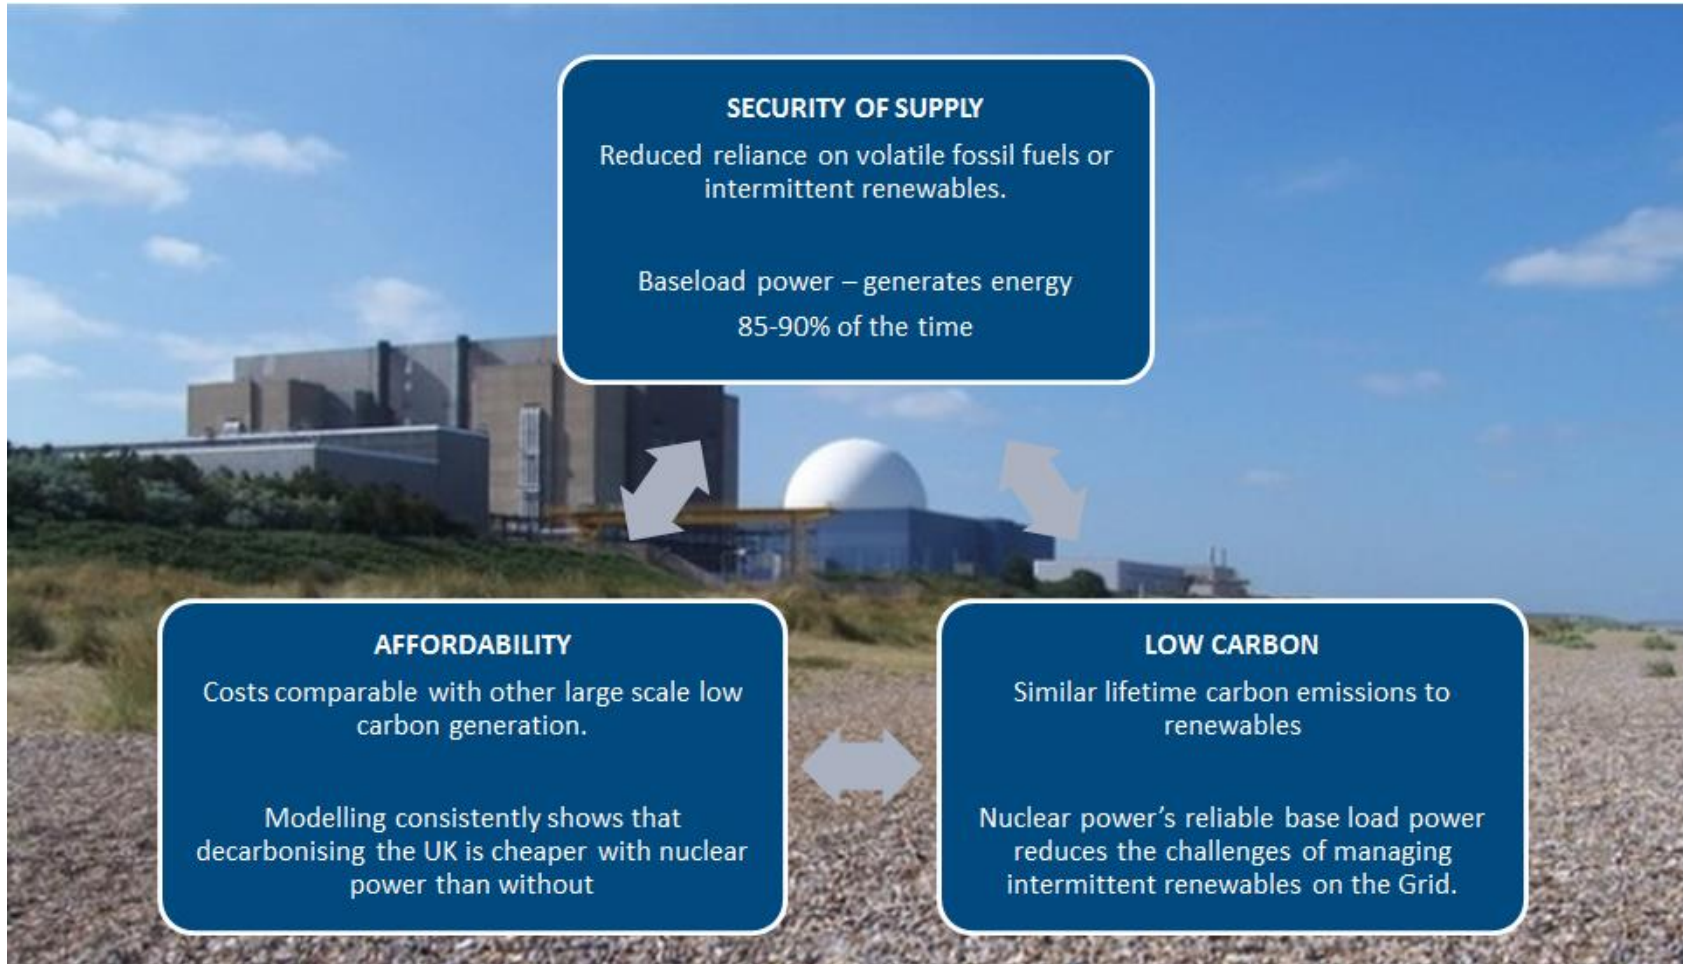 SECURITY OF SUPPLY
Reduced reliance on volatile fossil fuels or
intermittent renewables.
Baseload power – generates energy
85-90% of the time
AFFORDABILITY
Costs comparable with other large scale low
carbon generation.
Modelling consistently shows that
decarbonising the UK is cheaper with nuclear
power than without
LOW CARBON
Similar lifetime carbon emissions to
renewables
Nuclear power’s reliable base load power
reduces the challenges of managing
intermittent renewables on the Grid.